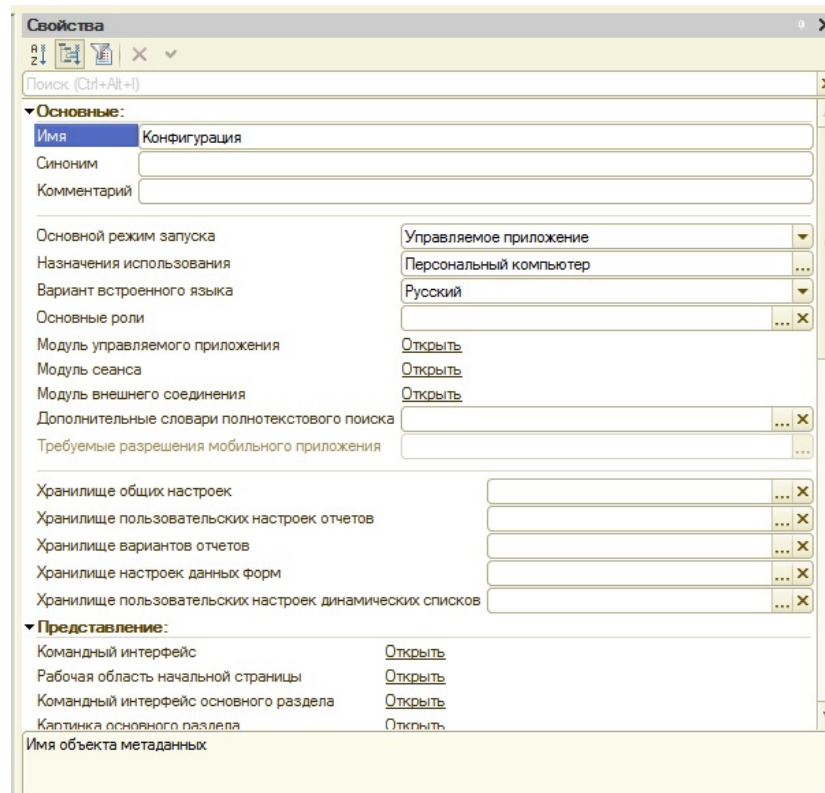 Свойства
Поиск (Ctrl+Alt+I)
Основные:
Имя Конфигурация
Синоним
Комментарий
Основной режим запуска Управляемое приложение
Назначения использования Персональный компьютер ...
Вариант встроенного языка Русский
Основные роли ...
Модуль управляемого приложения Открыть
Модуль сеанса Открыть
Модуль внешнего соединения Открыть
Дополнительные словари полнотекстового поиска ...
Требуемые разрешения мобильного приложения ...
Хранилище общих настроек ...
Хранилище пользовательских настроек отчетов ...
Хранилище вариантов отчетов ...
Хранилище настроек данных форм ...
Хранилище пользовательских настроек динамических списков ...
Представление:
Командный интерфейс Открыть
Рабочая область начальной страницы Открыть
Командный интерфейс основного раздела Открыть
Картинка основного раздела Открыть
Имя объекта метаданных